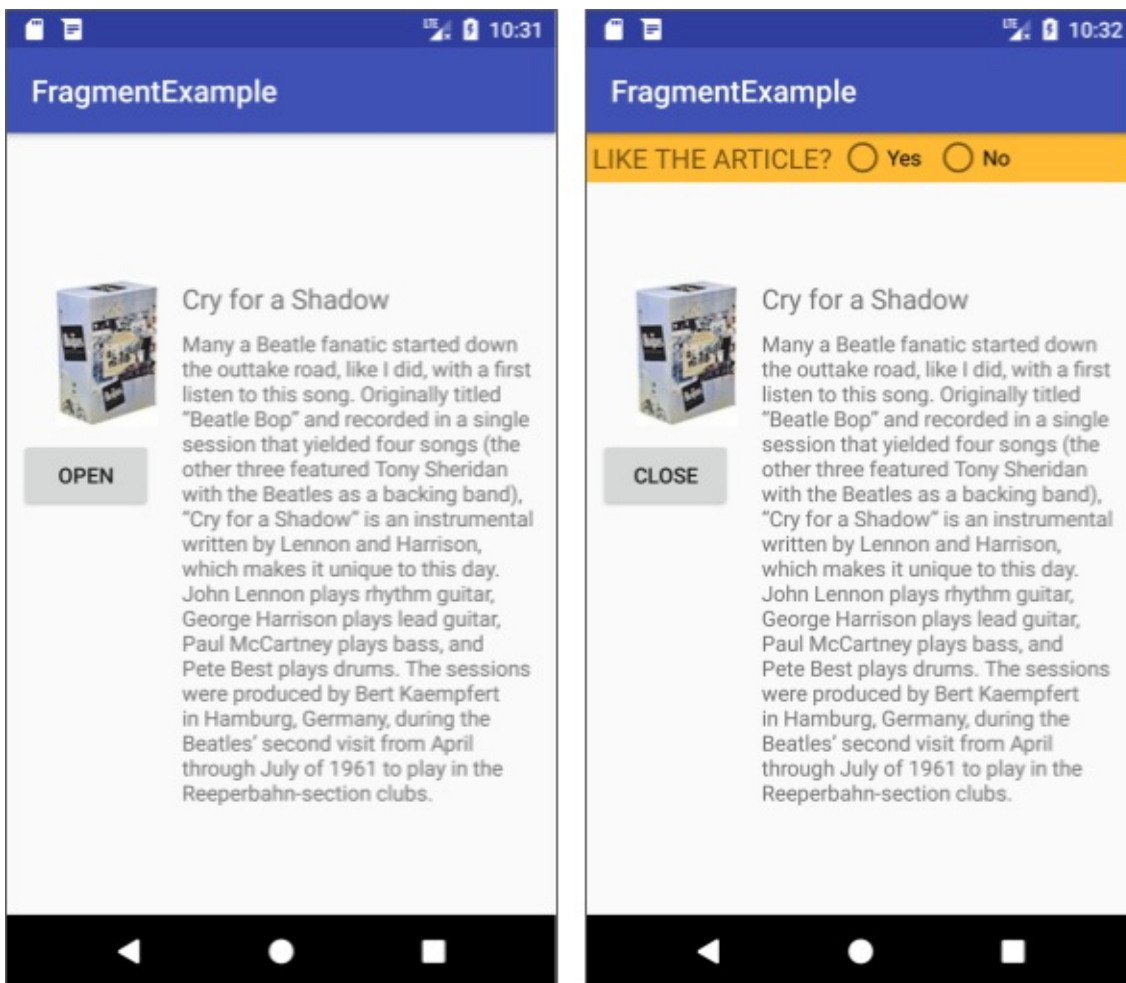 LTE 10:31
FragmentExample
Cry for a Shadow
Many a Beatle fanatic started down
the outtake road, like I did, with a first
listen to this song. Originally titled
“Beatle Bop” and recorded in a single
session that yielded four songs (the
other three featured Tony Sheridan
with the Beatles as a backing band),
“Cry for a Shadow” is an instrumental
written by Lennon and Harrison,
which makes it unique to this day.
John Lennon plays rhythm guitar,
George Harrison plays lead guitar,
Paul McCartney plays bass, and
Pete Best plays drums. The sessions
were produced by Bert Kaempfert
in Hamburg, Germany, during the
Beatles’ second visit from April
through July of 1961 to play in the
Reeperbahn-section clubs.
OPEN
LTE 10:32
FragmentExample
LIKE THE ARTICLE? Yes No
Cry for a Shadow
Many a Beatle fanatic started down
the outtake road, like I did, with a first
listen to this song. Originally titled
“Beatle Bop” and recorded in a single
session that yielded four songs (the
other three featured Tony Sheridan
with the Beatles as a backing band),
“Cry for a Shadow” is an instrumental
written by Lennon and Harrison,
which makes it unique to this day.
John Lennon plays rhythm guitar,
George Harrison plays lead guitar,
Paul McCartney plays bass, and
Pete Best plays drums. The sessions
were produced by Bert Kaempfert
in Hamburg, Germany, during the
Beatles’ second visit from April
through July of 1961 to play in the
Reeperbahn-section clubs.
CLOSE